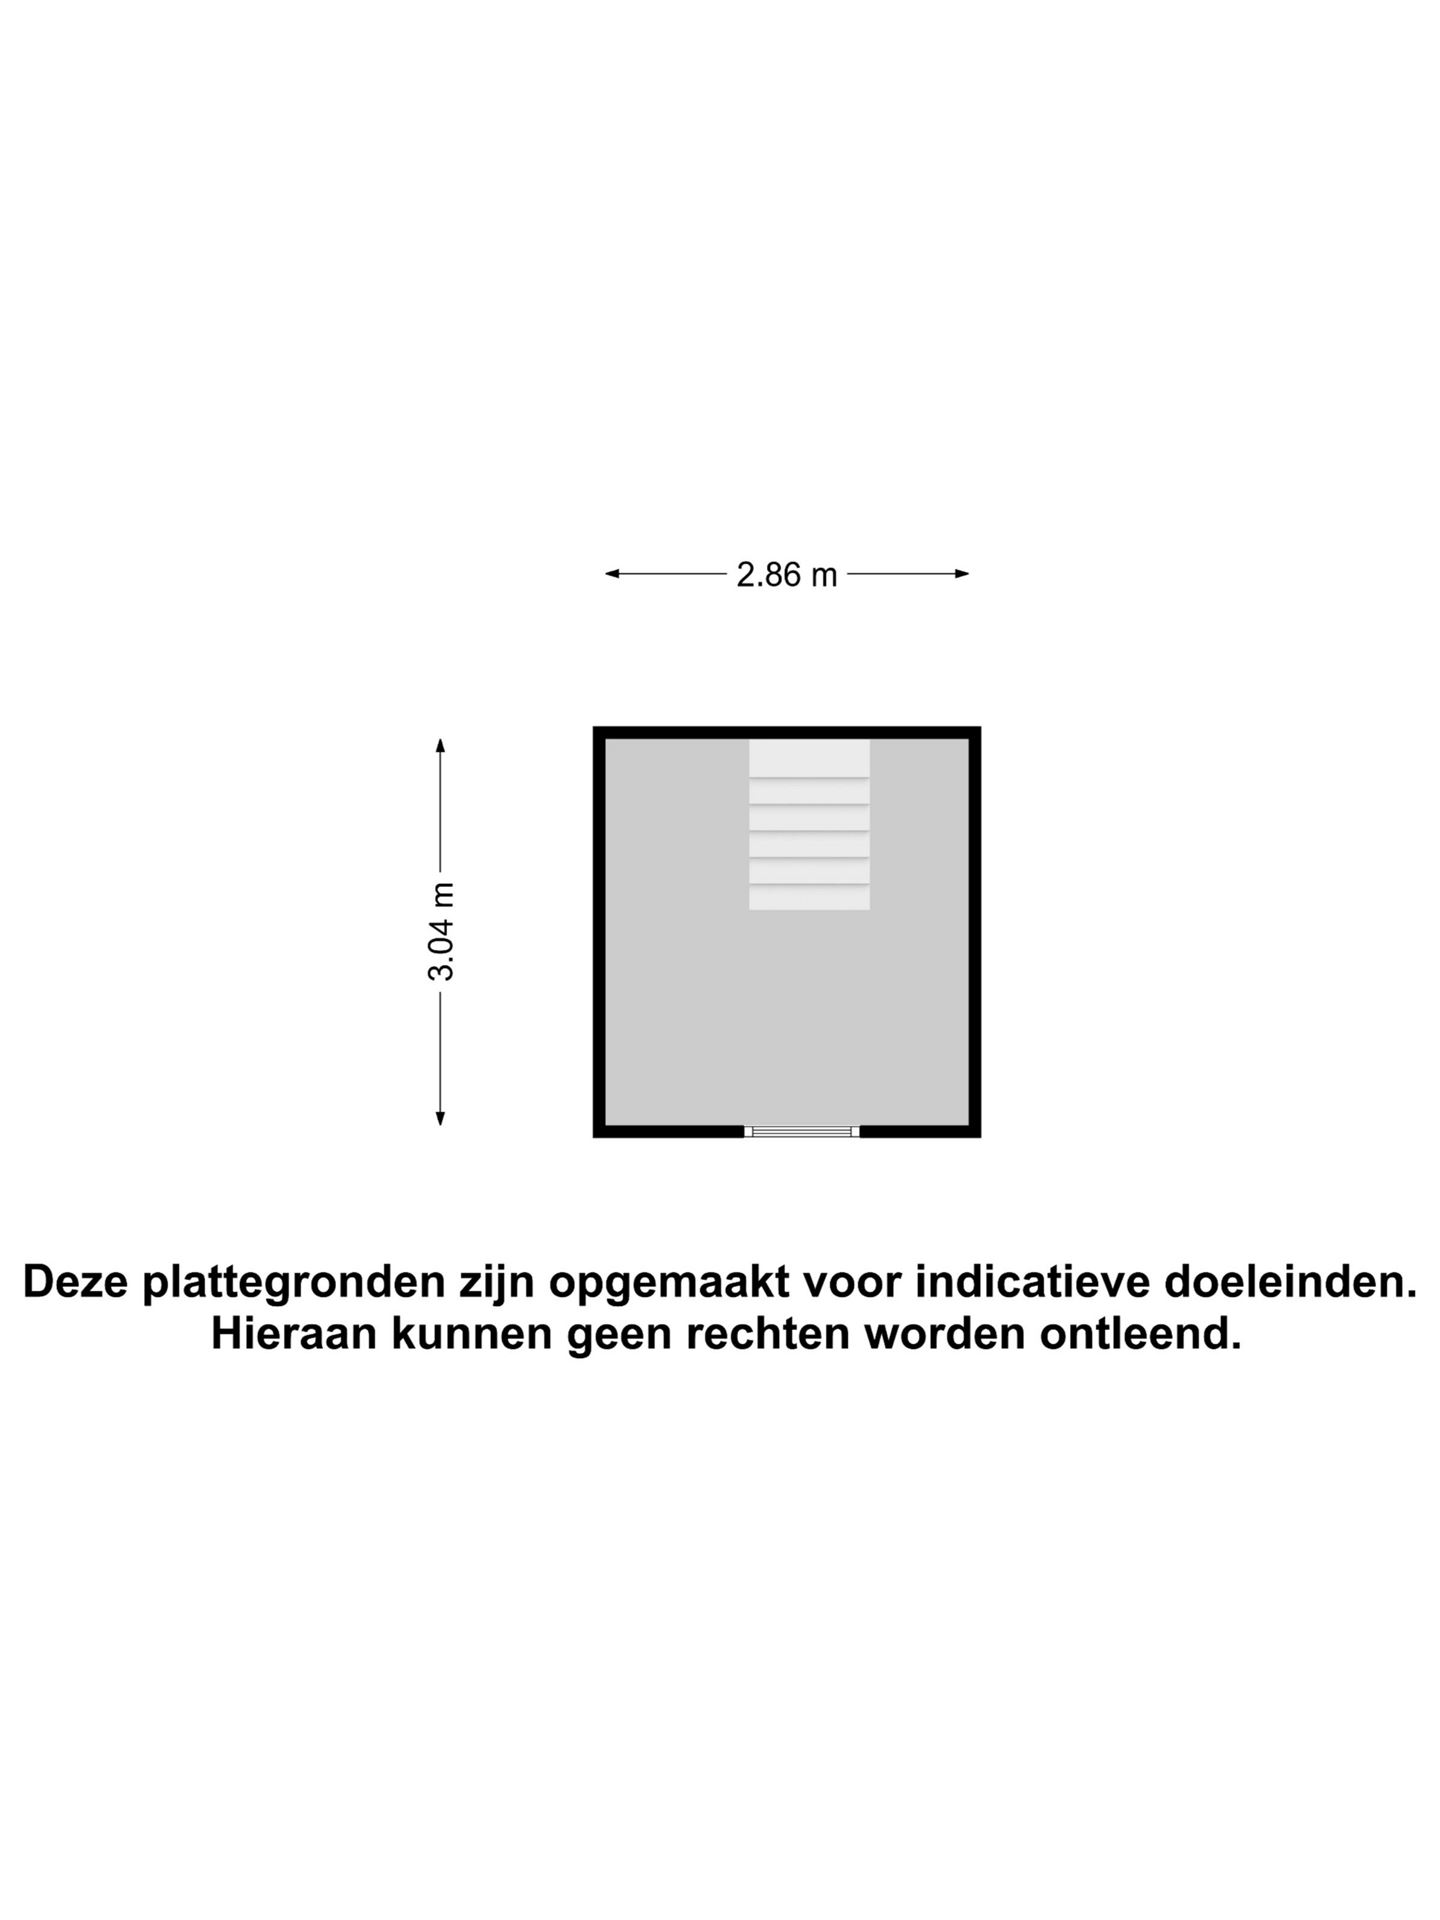 2.86 m
3.04 m
Deze plattegronden zijn opgemaakt voor indicatieve doeleinden.
Hieraan kunnen geen rechten worden ontleend.